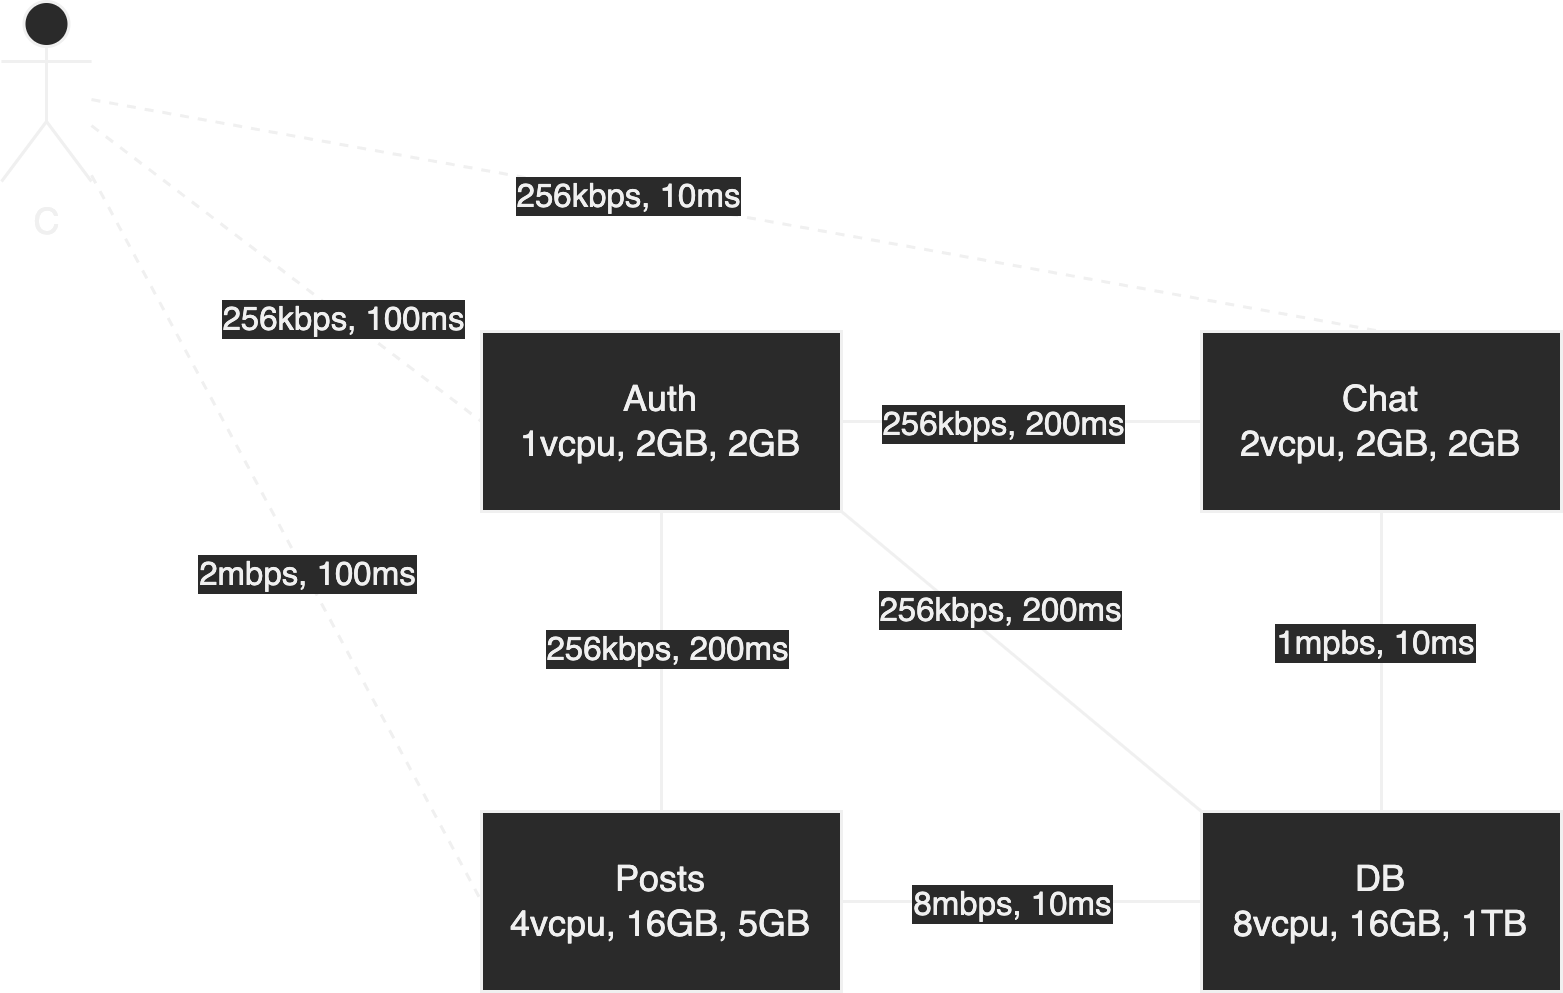 256kbps, 10ms
C
256kbps, 100ms
Auth
1vcpu, 2GB, 2GB
256kbps, 200ms
Chat
2vcpu, 2GB, 2GB
2mbps, 100ms
256kbps, 200ms
256kbps, 200ms
1mpbs, 10ms
Posts
4vcpu, 16GB, 5GB
8mbps, 10ms
DB
8vcpu, 16GB, 1TB